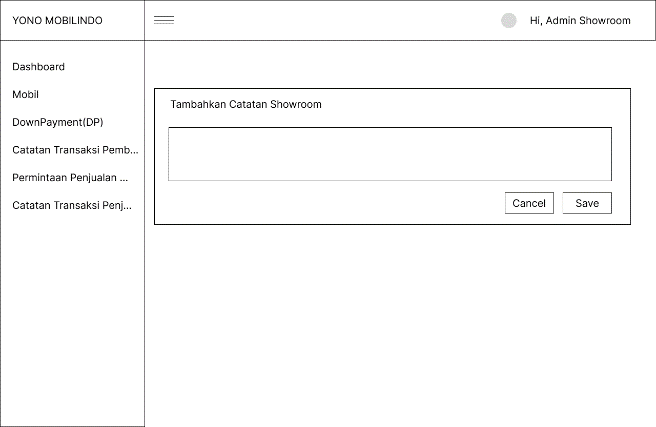 YONO MOBILINDO
Hi, Admin Showroom
Dashboard
Mobil
DownPayment(DP)
Catatan Transaksi Pemb...
Permintaan Penjualan ...
Catatan Transaksi Penj...
Tambahkan Catatan Showroom
Cancel
Save